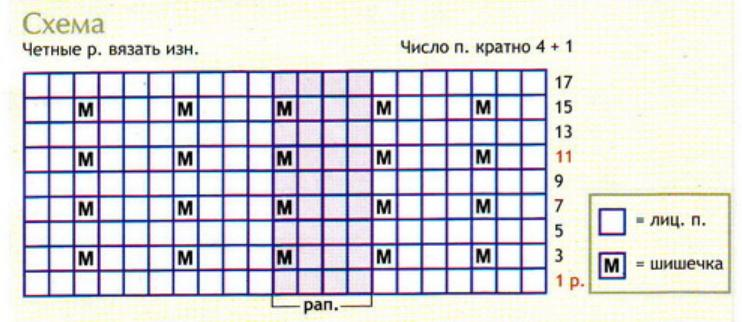 Схема
Четные р. вязать изн. Число п. кратно 4 + 1
17
М М М М М 15
13
М М М М М 11
9
М М М М М 7
5
М М М М М 3
1 р.
рап.
= лиц. п.
М = шишечка